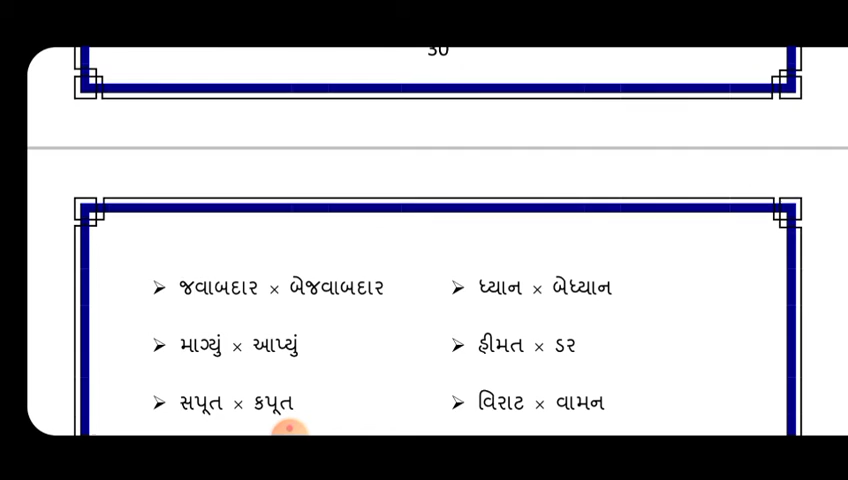 30
➢ જવાબદાર × બેજવાબદાર ➢ ધ્યાન × બેધ્યાન
➢ માગ્યું × આપ્યું ➢ હીમત × ડર
➢ સપૂત × કપૂત ➢ વિરાટ × વામન